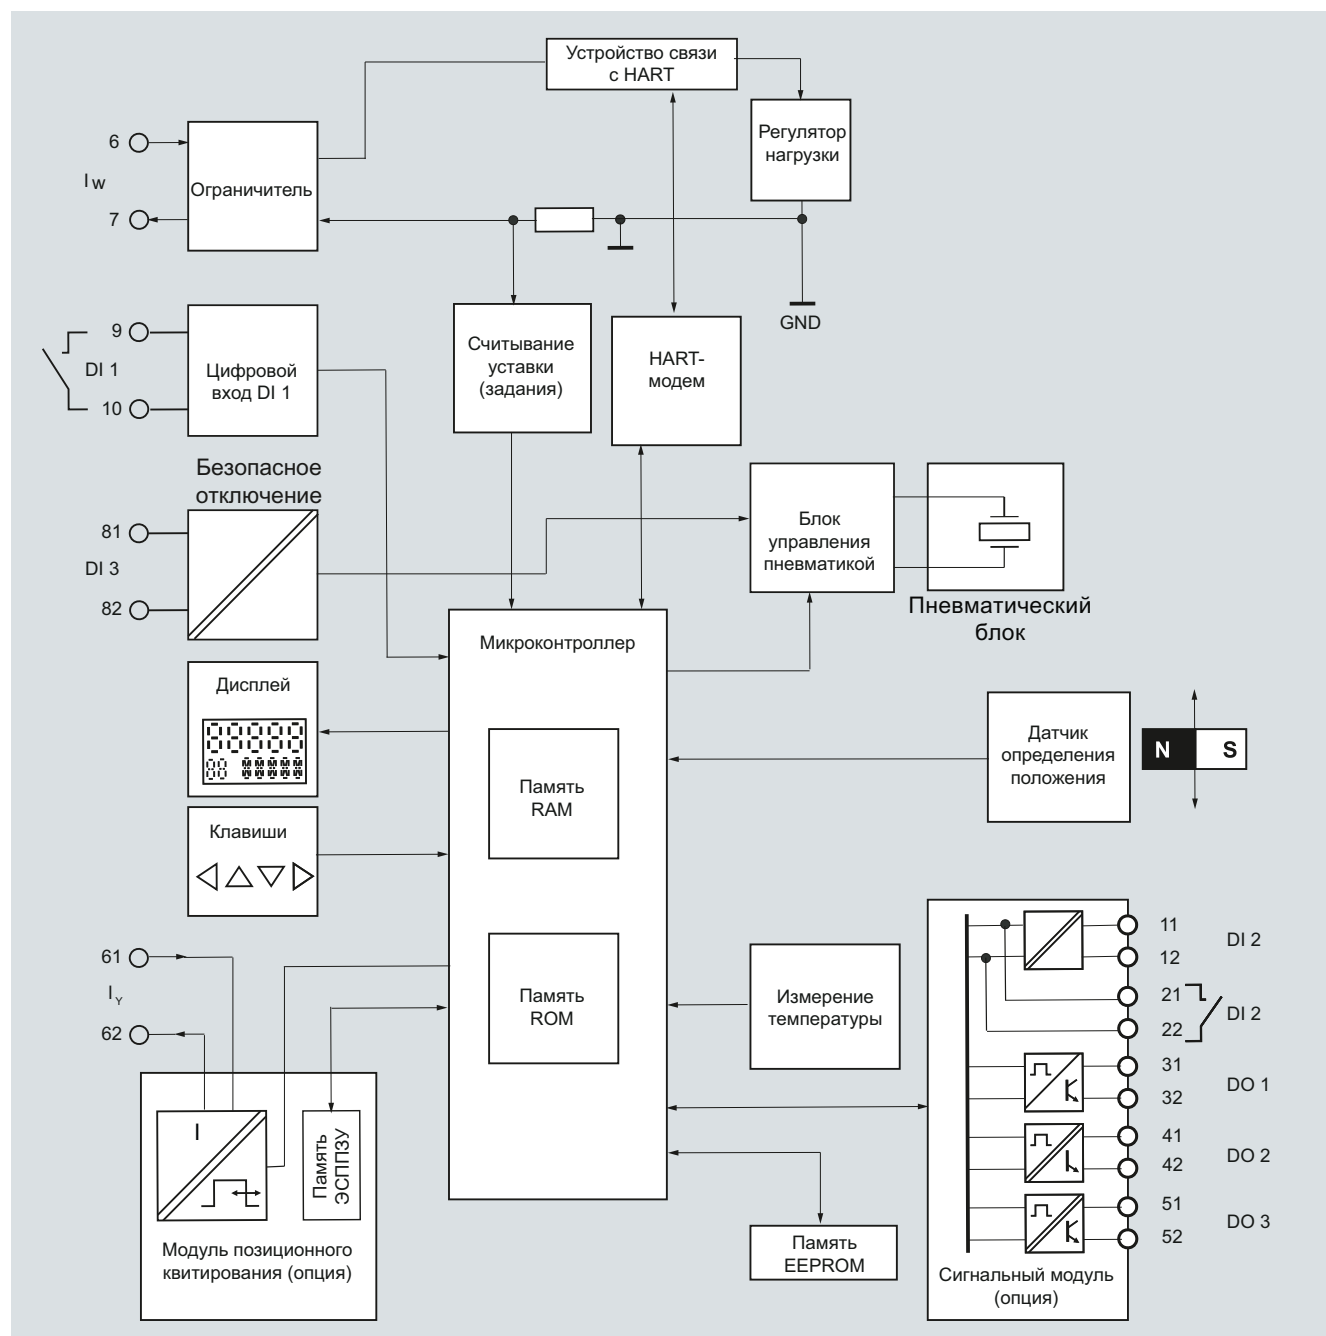 Устройство связи
с HART
Регулятор
нагрузки
6
I W
7
Ограничитель
GND
9
DI 1
10
Цифровой
вход DI 1
Считывание
уставки
(задания)
HART-
модем
Безопасное
отключение
81
DI 3
82
Блок
управления
пневматикой
Пневматический
блок
Микроконтроллер
Дисплей
Память
RAM
Датчик
определения
положения
N
S
Клавиши
61
I Y
62
Память
ROM
Измерение
температуры
11
12
DI 2
21
22
DI 2
31
32
DO 1
41
42
DO 2
51
52
DO 3
I
Память
ЭСППЗУ
Модуль позиционного
квитирования (опция)
Память
EEPROM
Сигнальный модуль
(опция)